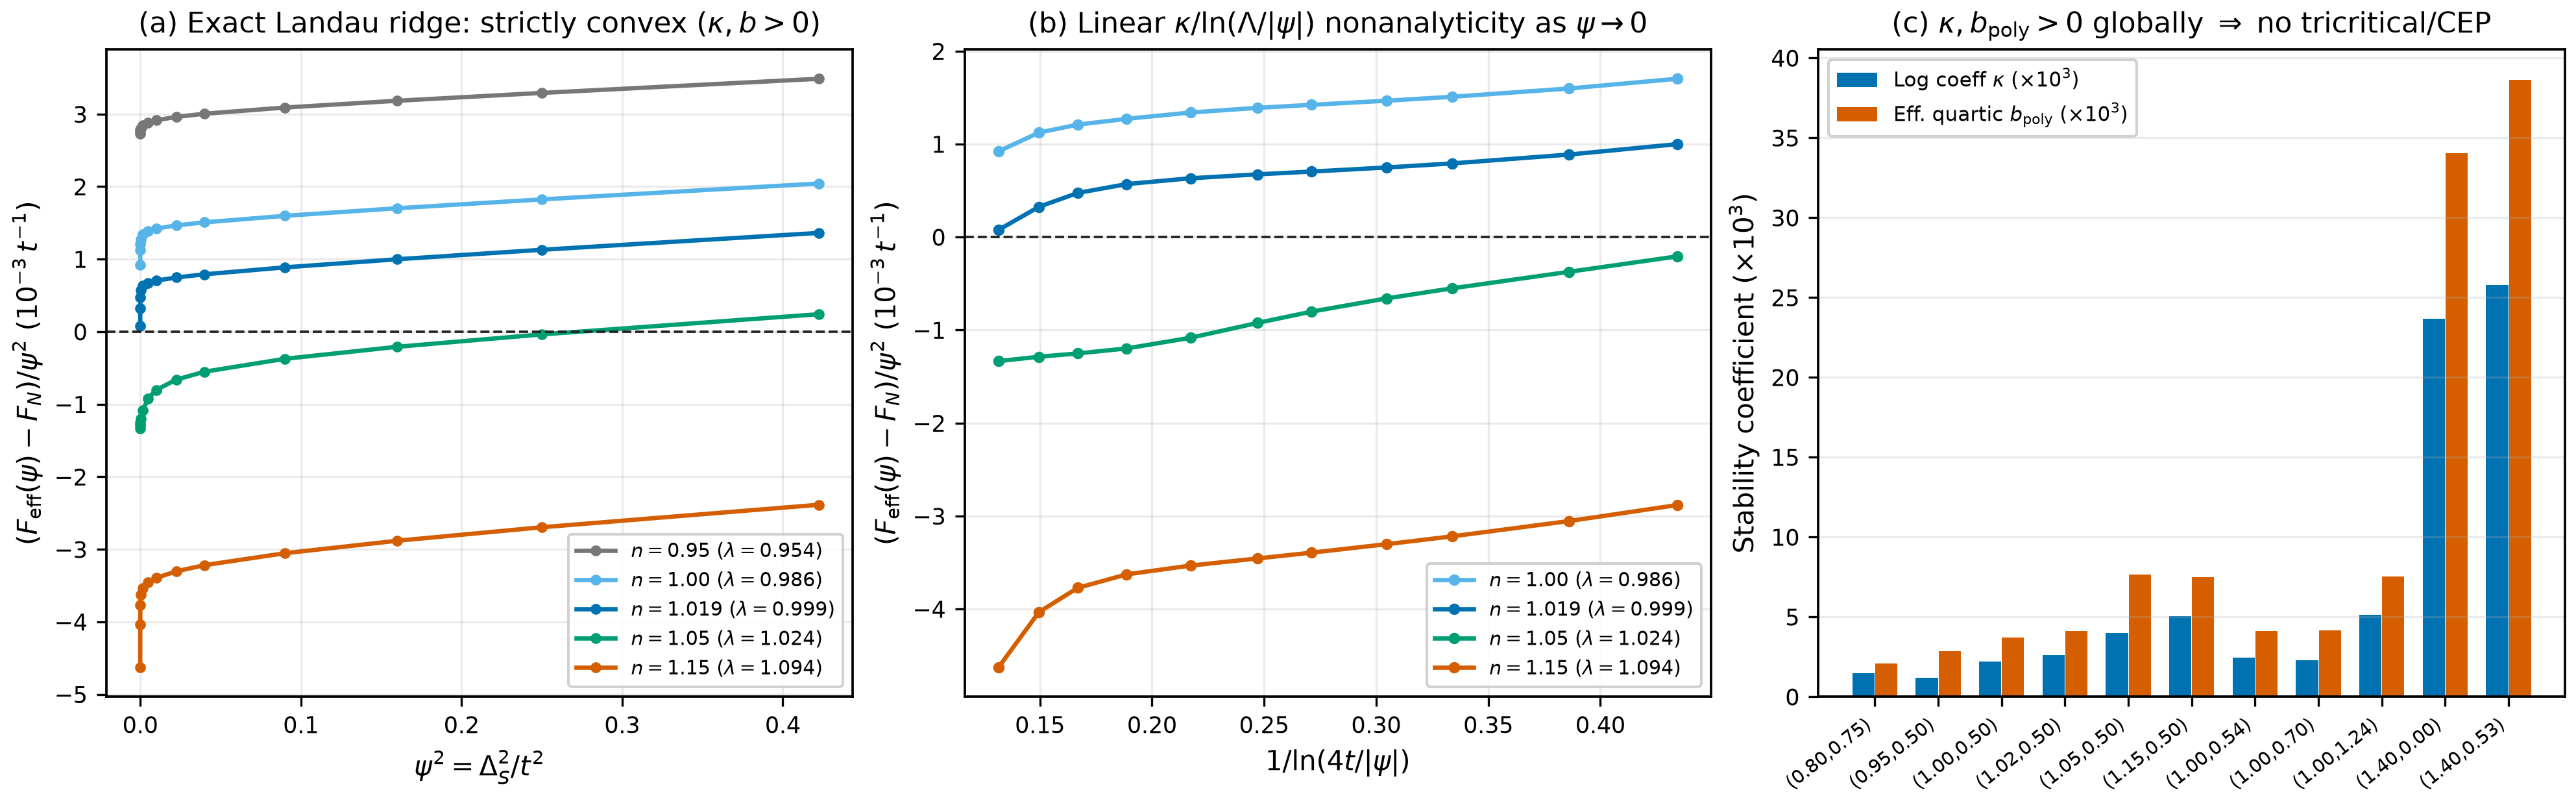 (a) Exact Landau ridge: strictly convex (κ, b > 0)
(F_eff(ψ) − F_N)/ψ² (10⁻³ t⁻¹)
3
2
1
0
−1
−2
−3
−4
−5
n = 0.95 (λ = 0.954)
n = 1.00 (λ = 0.986)
n = 1.019 (λ = 0.999)
n = 1.05 (λ = 1.024)
n = 1.15 (λ = 1.094)
0.0 0.1 0.2 0.3 0.4
ψ² = Δ_s²/t²
(b) Linear κ/ln(Λ/|ψ|) nonanalyticity as ψ → 0
(F_eff(ψ) − F_N)/ψ² (10⁻³ t⁻¹)
2
1
0
−1
−2
−3
−4
n = 1.00 (λ = 0.986)
n = 1.019 (λ = 0.999)
n = 1.05 (λ = 1.024)
n = 1.15 (λ = 1.094)
0.15 0.20 0.25 0.30 0.35 0.40
1/ln(4t/|ψ|)
(c) κ, b_poly > 0 globally ⇒ no tricritical/CEP
Stability coefficient (×10³)
40
35
30
25
20
15
10
5
0
Log coeff κ (×10³)
Eff. quartic b_poly (×10³)
(0.80,0.75)
(0.95,0.50)
(1.00,0.50)
(1.02,0.50)
(1.05,0.50)
(1.15,0.50)
(1.00,0.54)
(1.00,0.70)
(1.00,1.24)
(1.40,0.00)
(1.40,0.53)